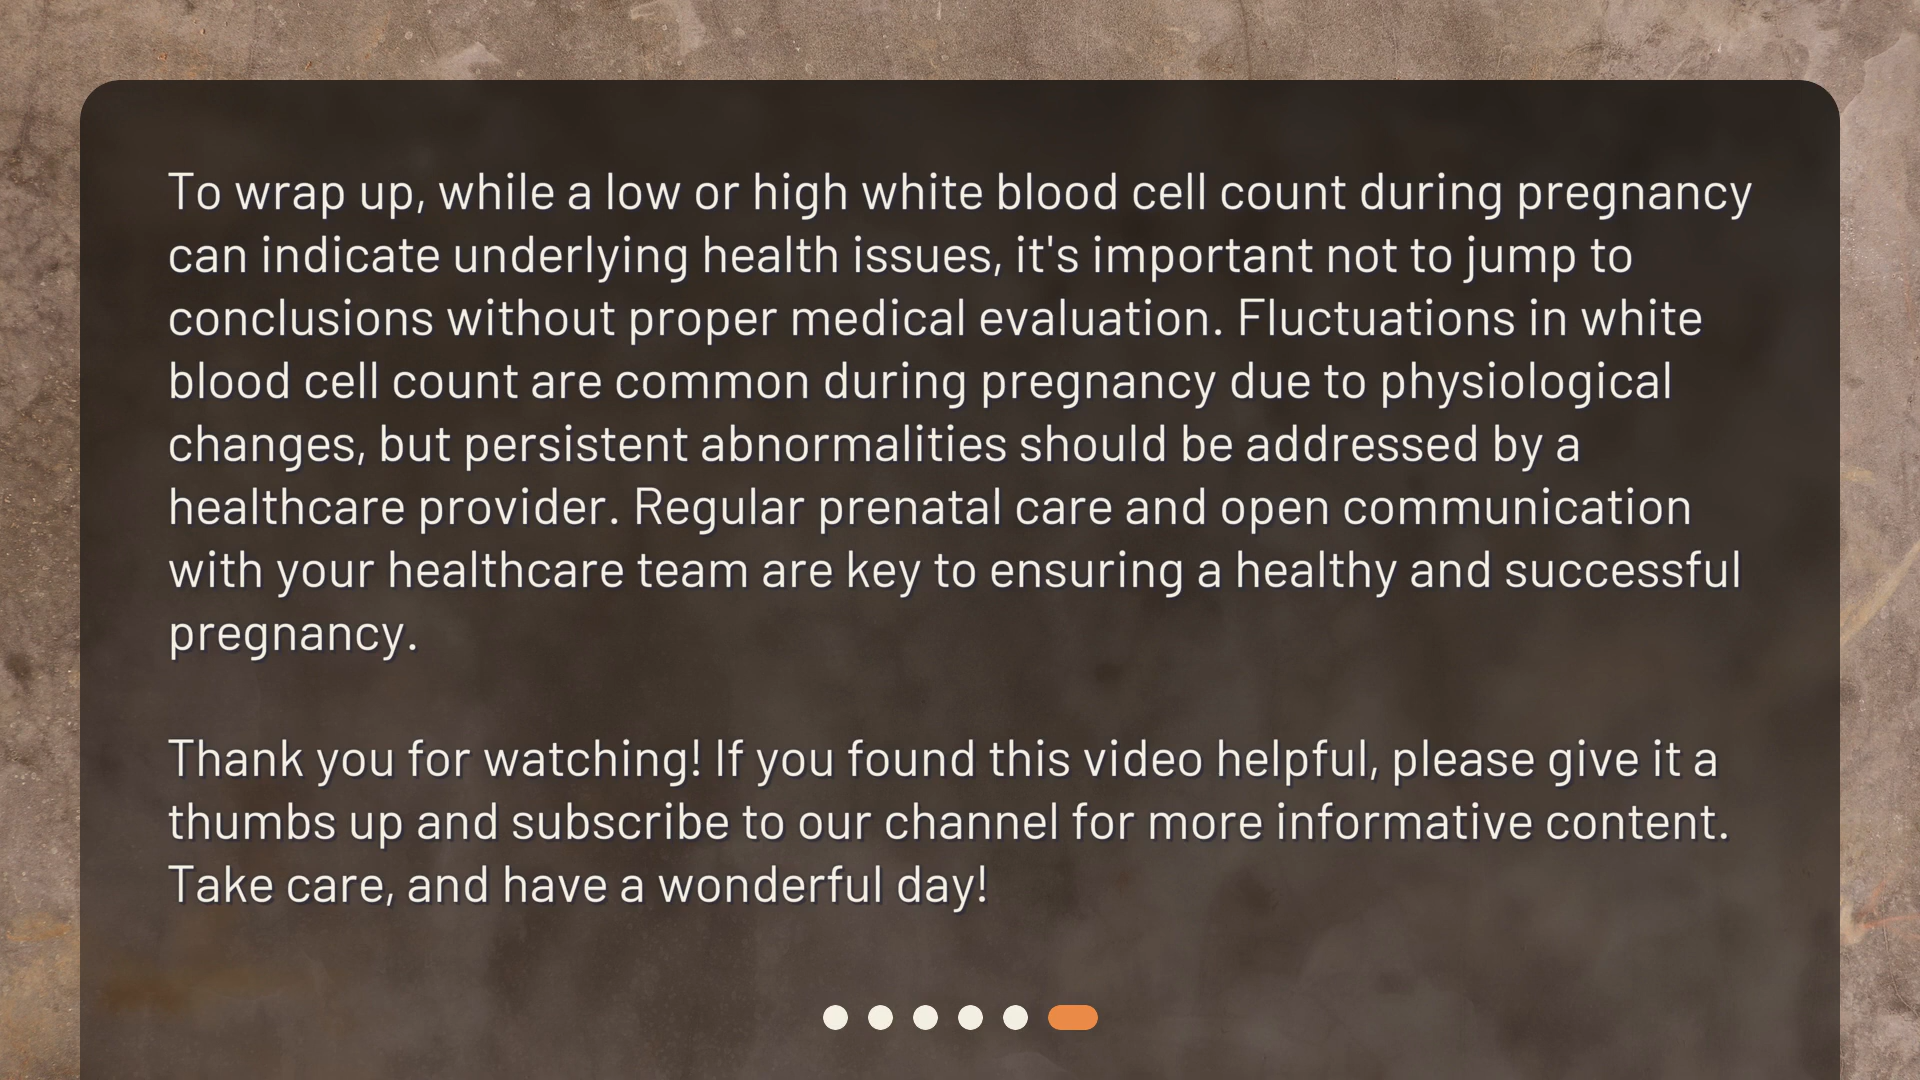 To wrap up, while a low or high white blood cell count during pregnancy
can indicate underlying health issues, it's important not to jump to
conclusions without proper medical evaluation. Fluctuations in white
blood cell count are common during pregnancy due to physiological
changes, but persistent abnormalities should be addressed by a
healthcare provider. Regular prenatal care and open communication
with your healthcare team are key to ensuring a healthy and successful
pregnancy.
Thank you for watching! If you found this video helpful, please give it a
thumbs up and subscribe to our channel for more informative content.
Take care, and have a wonderful day!